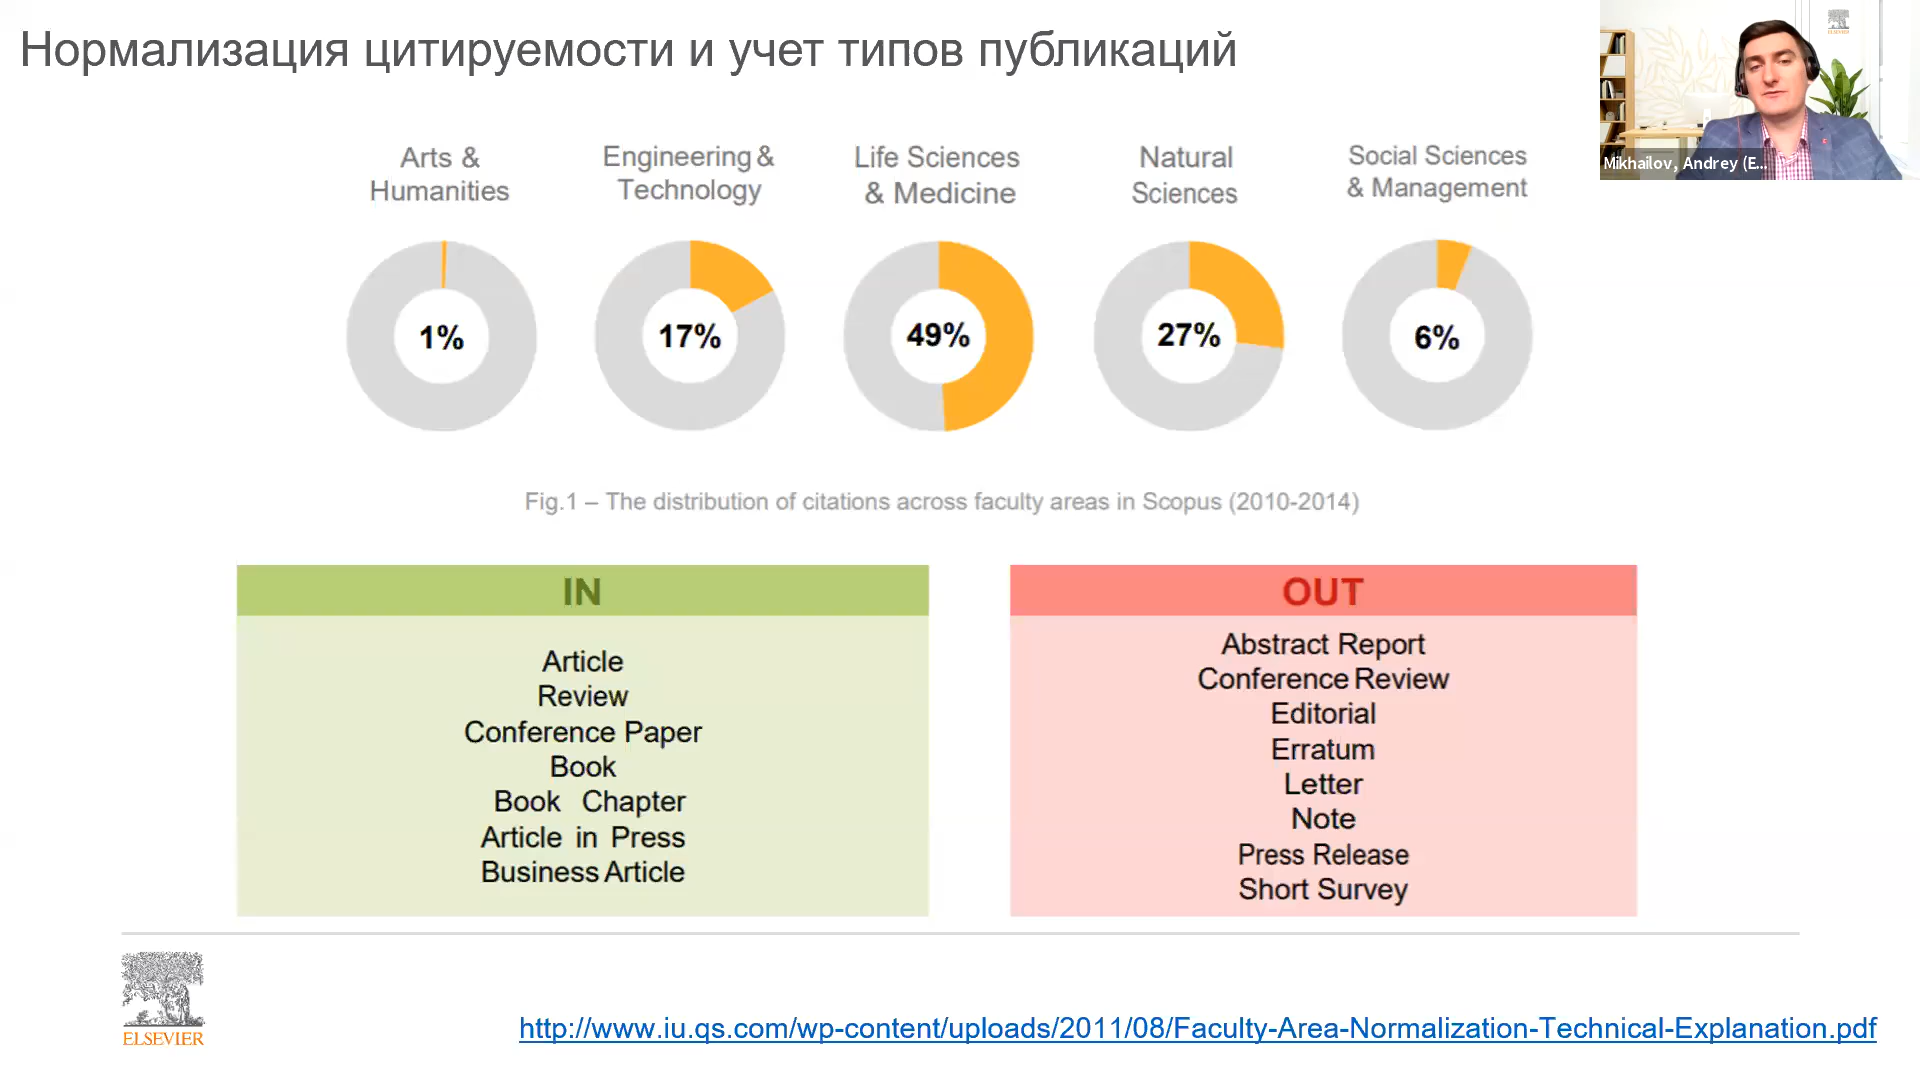 Нормализация цитируемости и учет типов публикаций
Mikhailov, Andrey (E...
Arts &
Humanities
Engineering &
Technology
Life Sciences
& Medicine
Natural
Sciences
Social Sciences
& Management
1%
17%
49%
27%
6%
Fig.1 – The distribution of citations across faculty areas in Scopus (2010-2014)
IN
Article
Review
Conference Paper
Book
Book Chapter
Article in Press
Business Article
OUT
Abstract Report
Conference Review
Editorial
Erratum
Letter
Note
Press Release
Short Survey
ELSEVIER
http://www.iu.qs.com/wp-content/uploads/2011/08/Faculty-Area-Normalization-Technical-Explanation.pdf